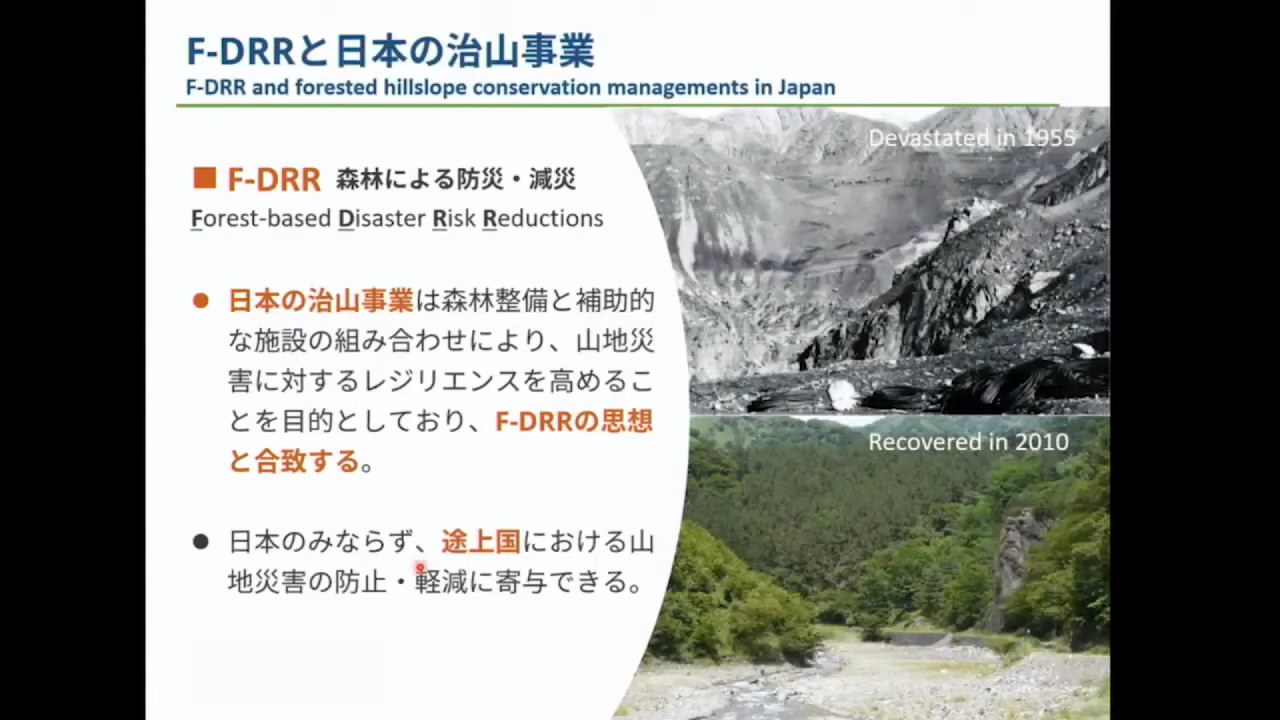 F-DRRと日本の治山事業
F-DRR and forested hillslope conservation managements in Japan
Devastated in 1955
■ F-DRR 森林による防災・減災
Forest-based Disaster Risk Reductions
● 日本の治山事業は森林整備と補助的
な施設の組み合わせにより、山地災
害に対するレジリエンスを高めるこ
とを目的としており、F-DRRの思想
と合致する。
Recovered in 2010
● 日本のみならず、途上国における山
地災害の防止・軽減に寄与できる。